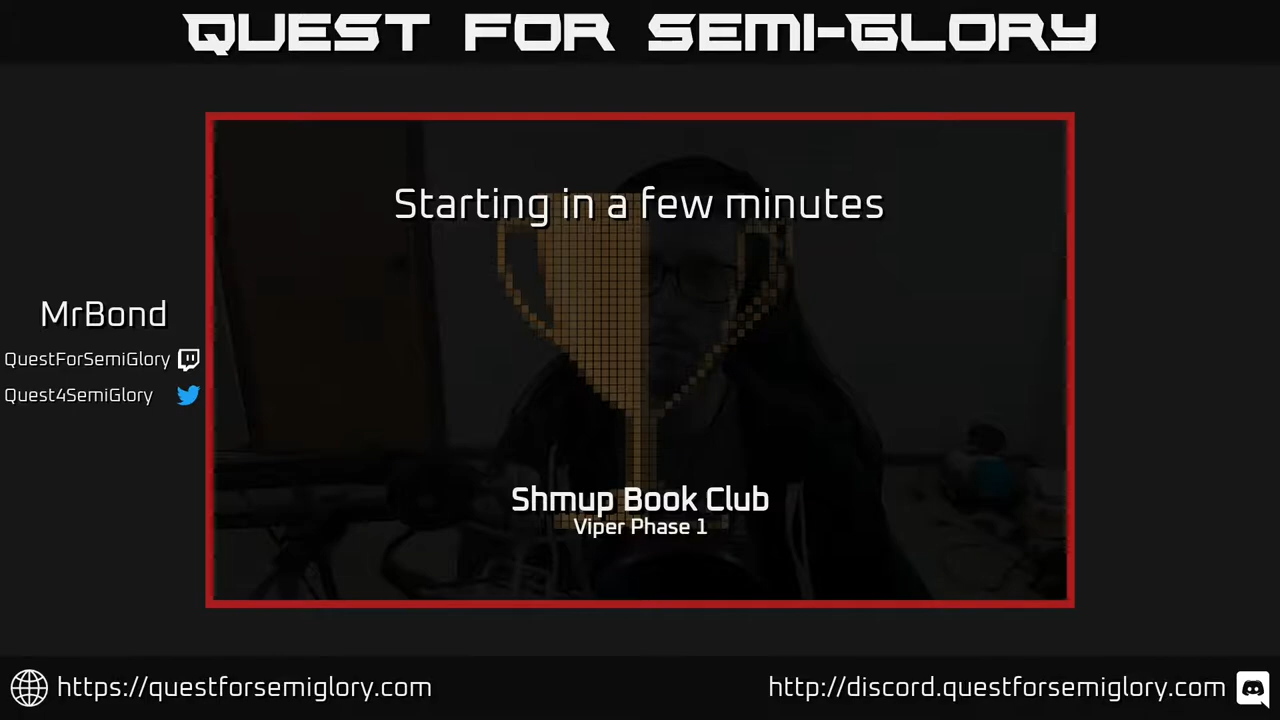 QUEST FOR SEMI-GLORY
Starting in a few minutes
MrBond
QuestForSemiGlory
Quest4SemiGlory
Shmup Book Club
Viper Phase 1
https://questforsemiglory.com
http://discord.questforsemiglory.com